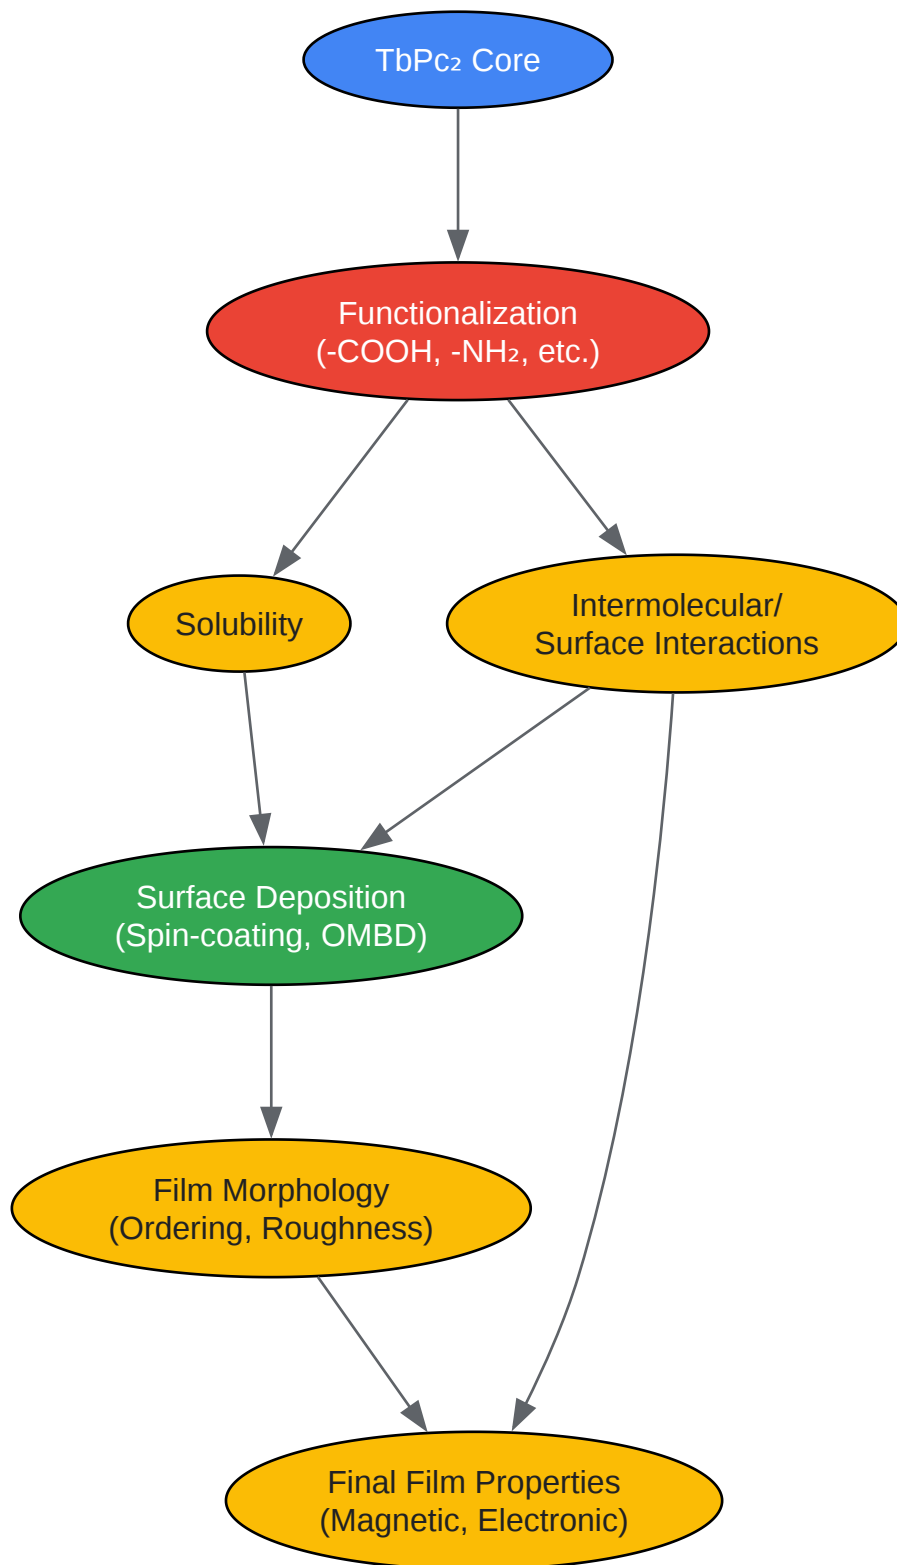 TbPc₂ Core
Functionalization
(-COOH, -NH₂, etc.)
Solubility
Intermolecular/
Surface Interactions
Surface Deposition
(Spin-coating, OMBD)
Film Morphology
(Ordering, Roughness)
Final Film Properties
(Magnetic, Electronic)